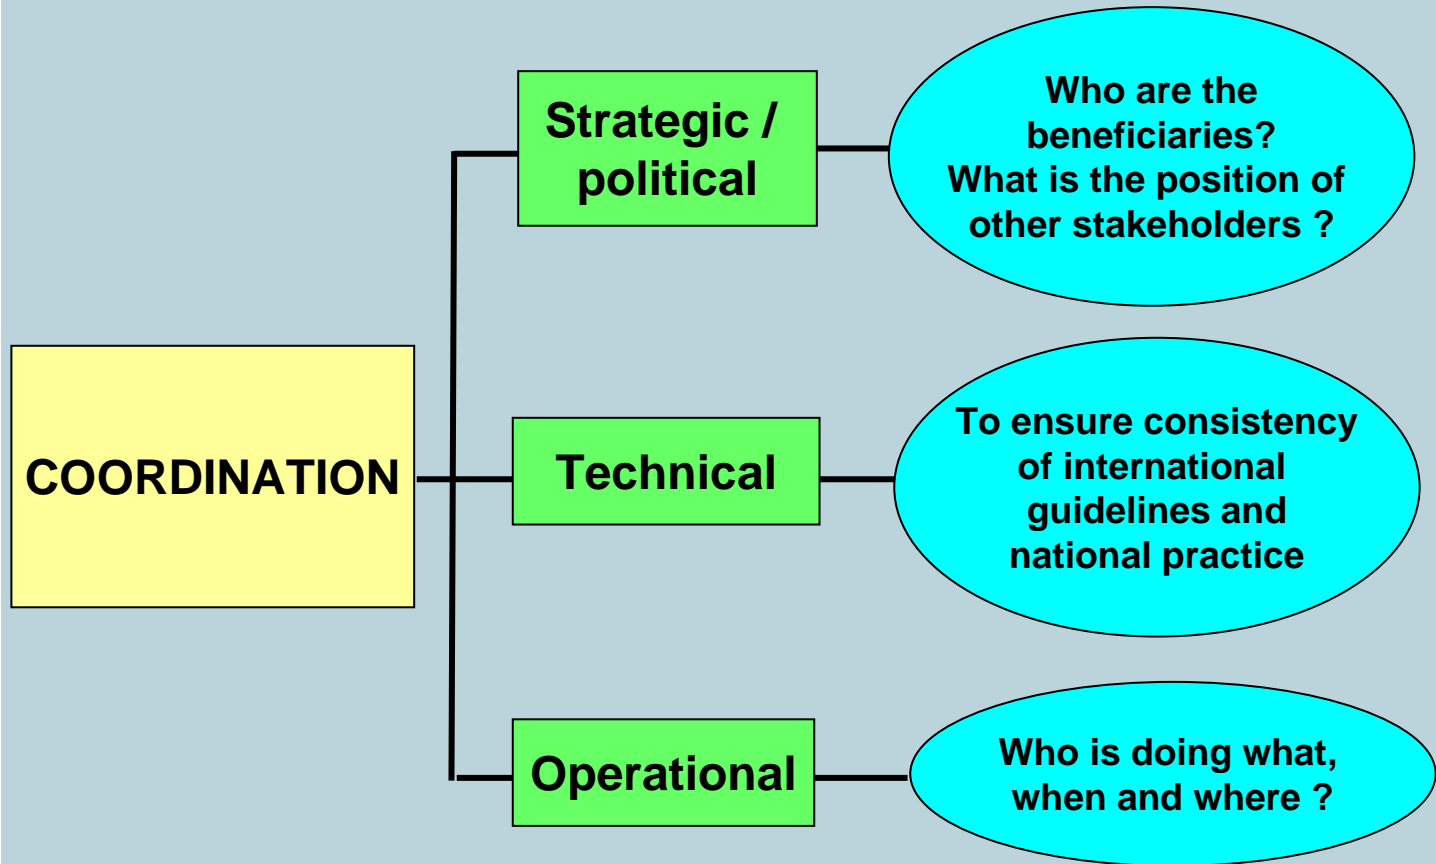 Strategic /
political
Who are the
beneficiaries?
What is the position of
other stakeholders ?
COORDINATION
Technical
To ensure consistency
of international
guidelines and
national practice
Operational
Who is doing what,
when and where ?